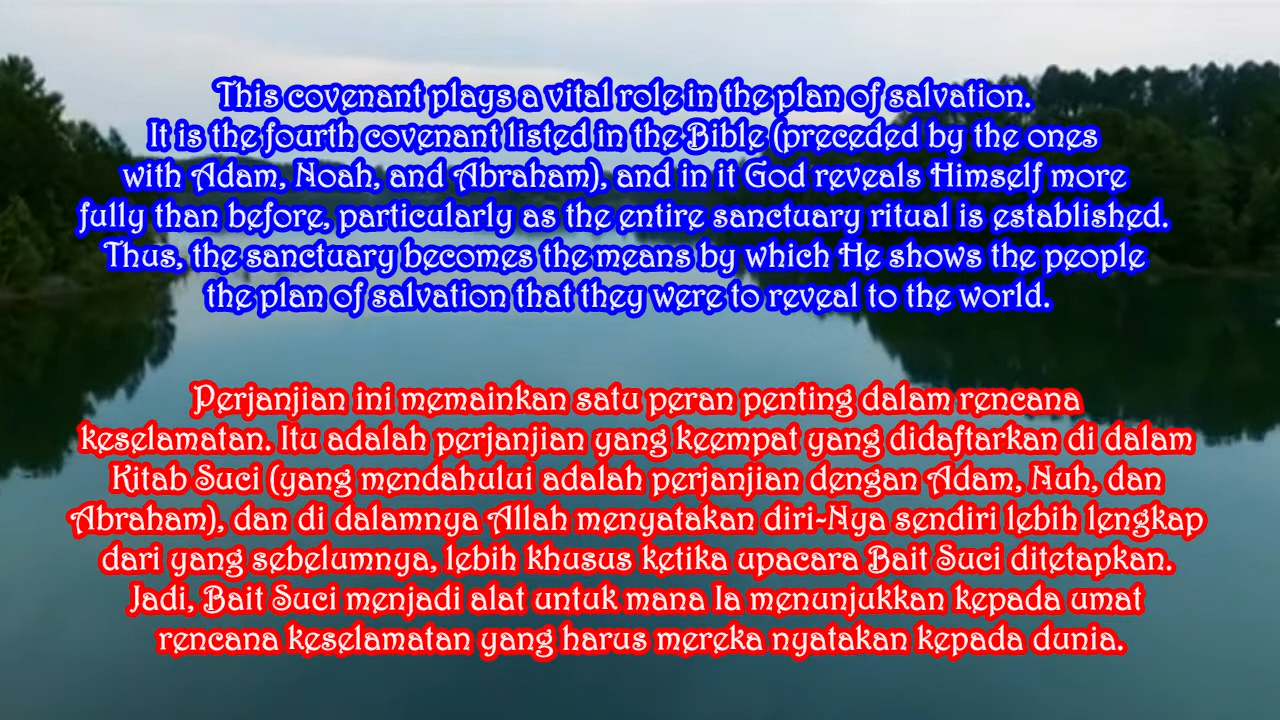 This covenant plays a vital role in the plan of salvation.
It is the fourth covenant listed in the Bible (preceded by the ones
with Adam, Noah, and Abraham), and in it God reveals Himself more
fully than before, particularly as the entire sanctuary ritual is established.
Thus, the sanctuary becomes the means by which He shows the people
the plan of salvation that they were to reveal to the world.
Perjanjian ini memainkan satu peran penting dalam rencana
keselamatan. Itu adalah perjanjian yang keempat yang didaftarkan di dalam
Kitab Suci (yang mendahului adalah perjanjian dengan Adam, Nuh, dan
Abraham), dan di dalamnya Allah menyatakan diri-Nya sendiri lebih lengkap
dari yang sebelumnya, lebih khusus ketika upacara Bait Suci ditetapkan.
Jadi, Bait Suci menjadi alat untuk mana Ia menunjukkan kepada umat
rencana keselamatan yang harus mereka nyatakan kepada dunia.